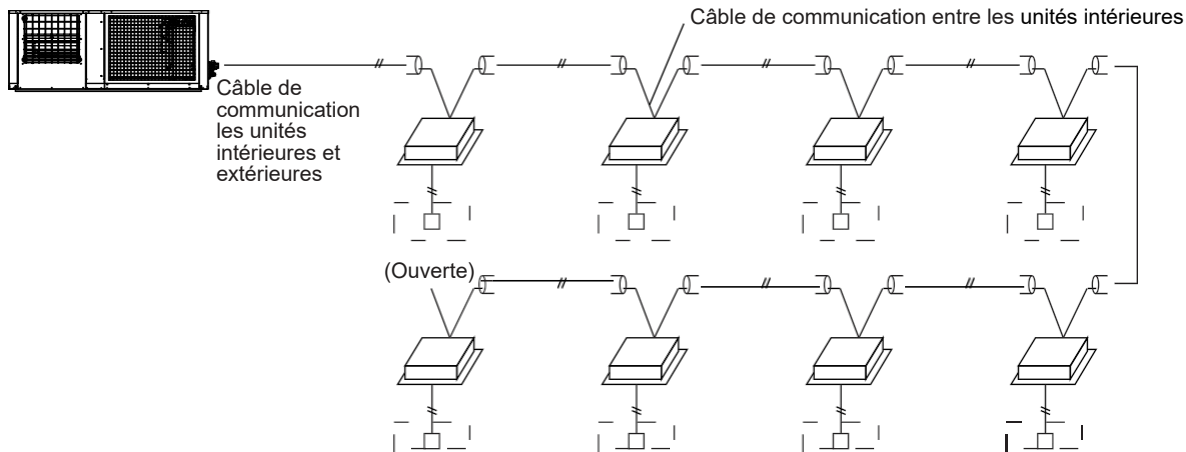 Câble de communication entre les unités intérieures
Câble de
communication
les unités
intérieures et
extérieures
(Ouverte)